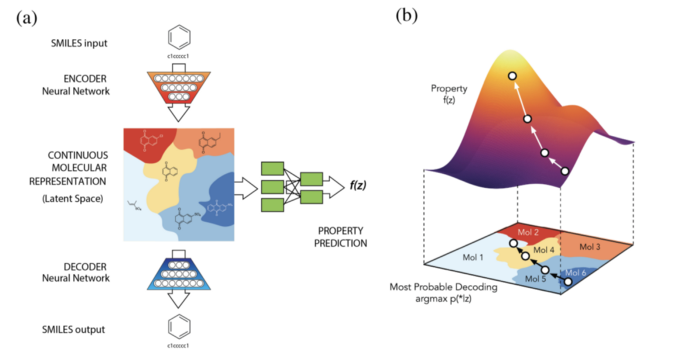 (a)
SMILES input
c1ccccc1
ENCODER
Neural Network
CONTINUOUS
MOLECULAR
REPRESENTATION
(Latent Space)
f(z)
PROPERTY
PREDICTION
DECODER
Neural Network
SMILES output
c1ccccc1
(b)
Property
f(z)
Mol 1
Mol 2
Mol 3
Mol 4
Mol 5
Mol 6
Most Probable Decoding
argmax p(*|z)